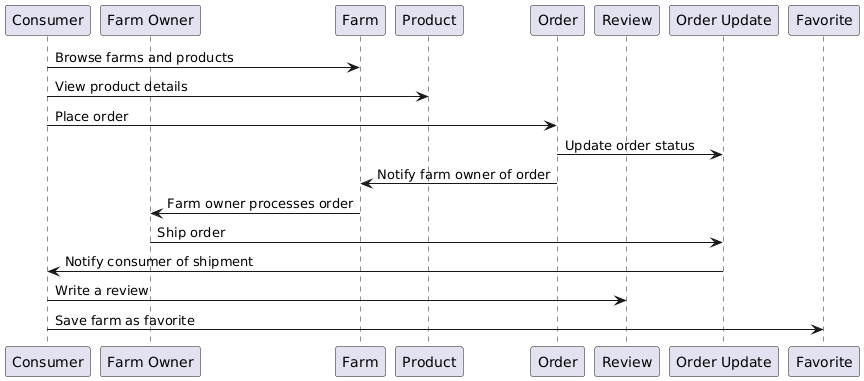 Consumer Farm Owner Farm Product Order Review Order Update Favorite
Browse farms and products
View product details
Place order
Update order status
Notify farm owner of order
Farm owner processes order
Ship order
Notify consumer of shipment
Write a review
Save farm as favorite
Consumer Farm Owner Farm Product Order Review Order Update Favorite